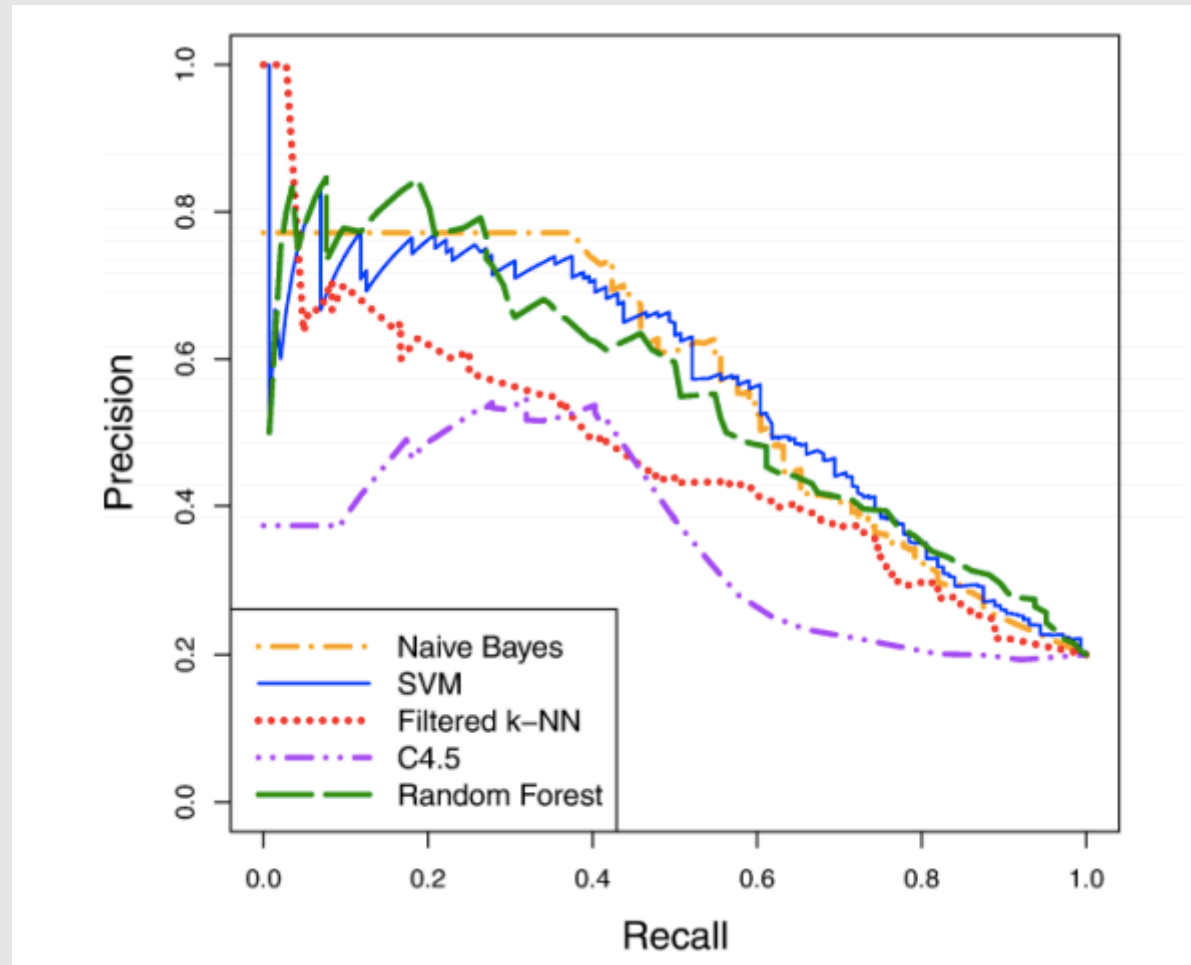 1.0
0.8
0.6
0.4
0.2
0.0
Precision
Naive Bayes
SVM
Filtered k-NN
C4.5
Random Forest
0.0 0.2 0.4 0.6 0.8 1.0
Recall